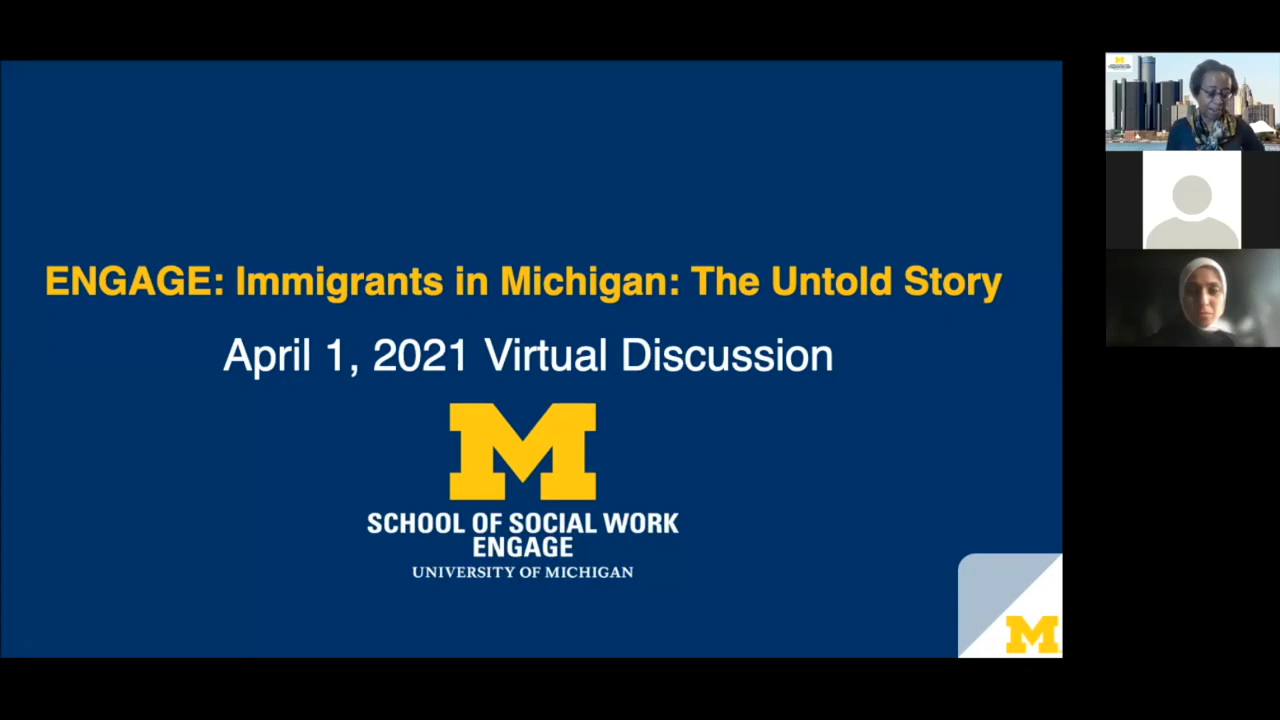 ENGAGE: Immigrants in Michigan: The Untold Story
April 1, 2021 Virtual Discussion
M
SCHOOL OF SOCIAL WORK
ENGAGE
UNIVERSITY OF MICHIGAN
M
M